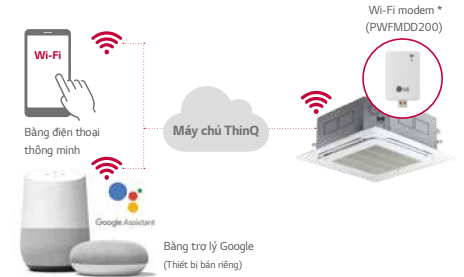 Wi-Fi modem *
(PWFMDD200)
Wi-Fi
LG
Bằng điện thoại
thông minh
Máy chủ ThinQ
Google Assistant
Bằng trợ lý Google
(Thiết bị bán riêng)